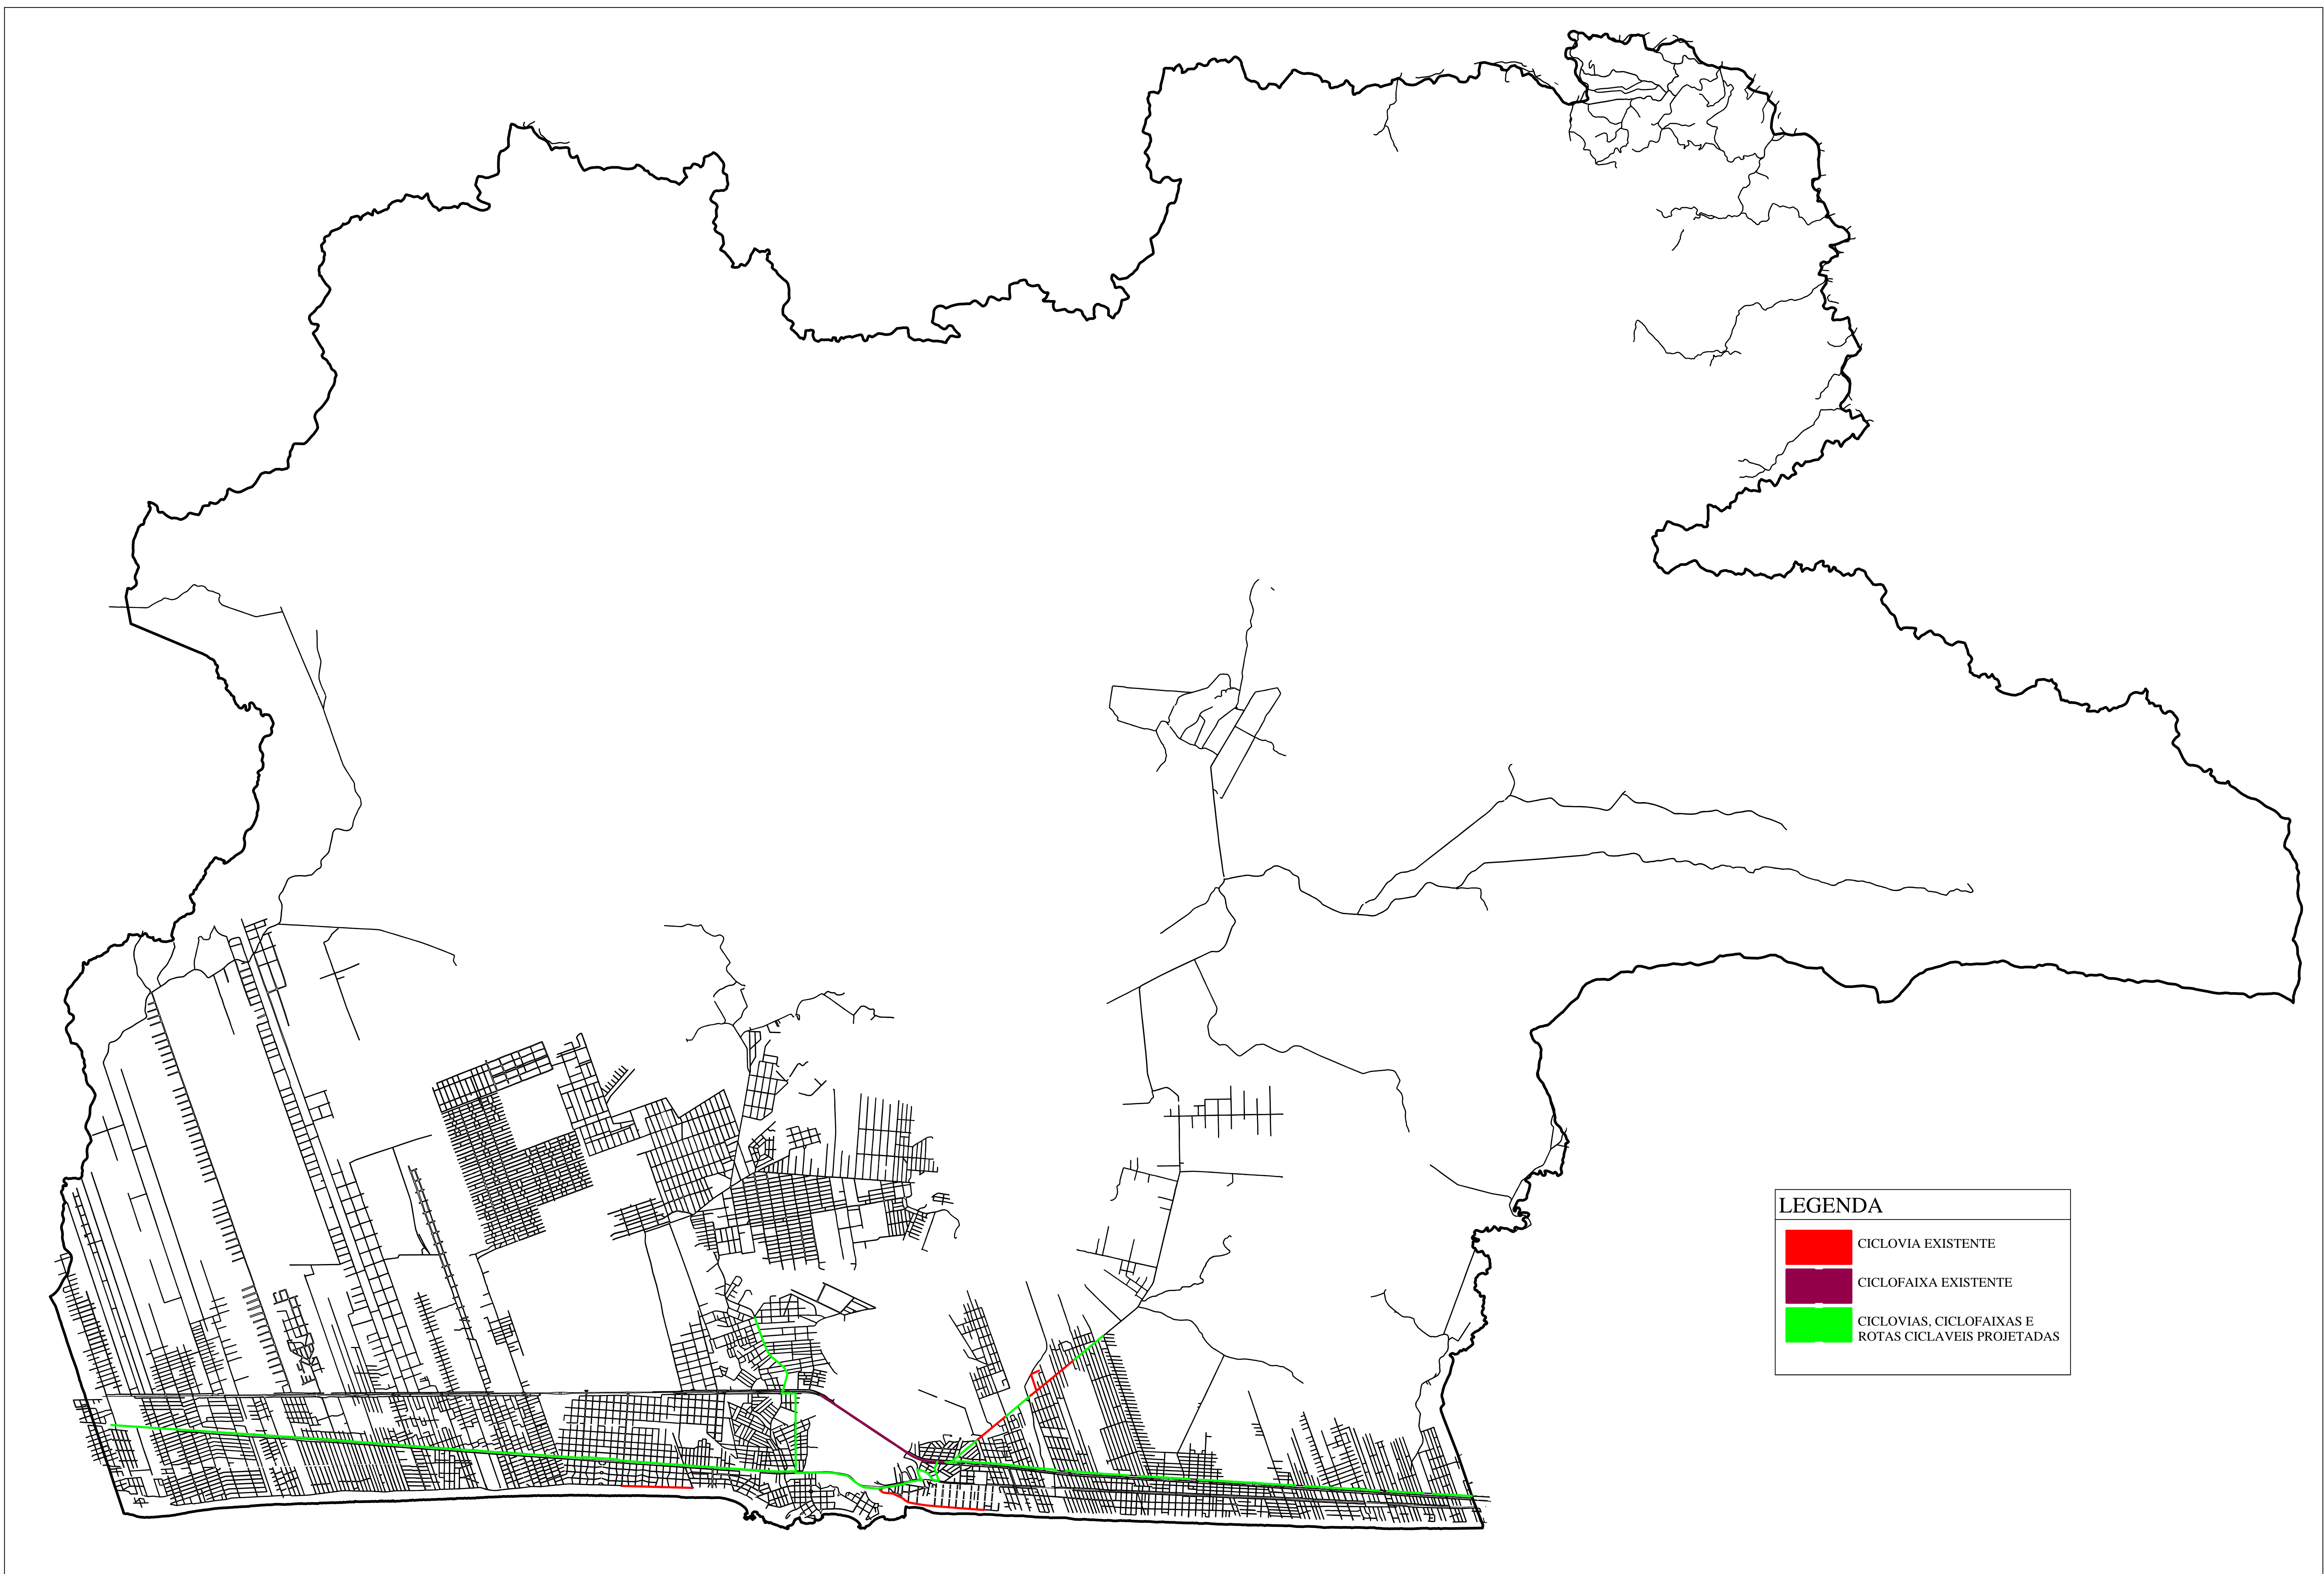 LEGENDA
CICLOVIA EXISTENTE
CICLOFAIXA EXISTENTE
CICLOVIAS, CICLOFAIXAS E
ROTAS CICLAVEIS PROJETADAS